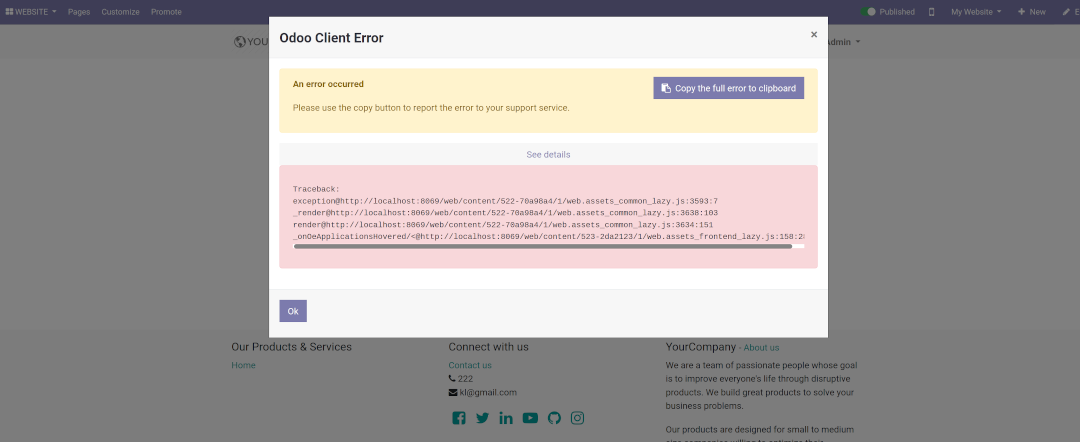 WEBSITE Pages Customize Promote Published My Website New
Odoo Client Error ×
YOU Admin
An error occurred
Copy the full error to clipboard
Please use the copy button to report the error to your support service.
See details
Traceback:
exception@http://localhost:8069/web/content/522-70a98a4/1/web.assets_common_lazy.js:3593:7
_render@http://localhost:8069/web/content/522-70a98a4/1/web.assets_common_lazy.js:3638:103
render@http://localhost:8069/web/content/522-70a98a4/1/web.assets_common_lazy.js:3634:151
_onOeApplicationsHovered/<@http://localhost:8069/web/content/523-2da2123/1/web.assets_frontend_lazy.js:158:2
Ok
Our Products & Services
Home
Connect with us
Contact us
222
kl@gmail.com
YourCompany - About us
We are a team of passionate people whose goal
is to improve everyone's life through disruptive
products. We build great products to solve your
business problems.
Our products are designed for small to medium